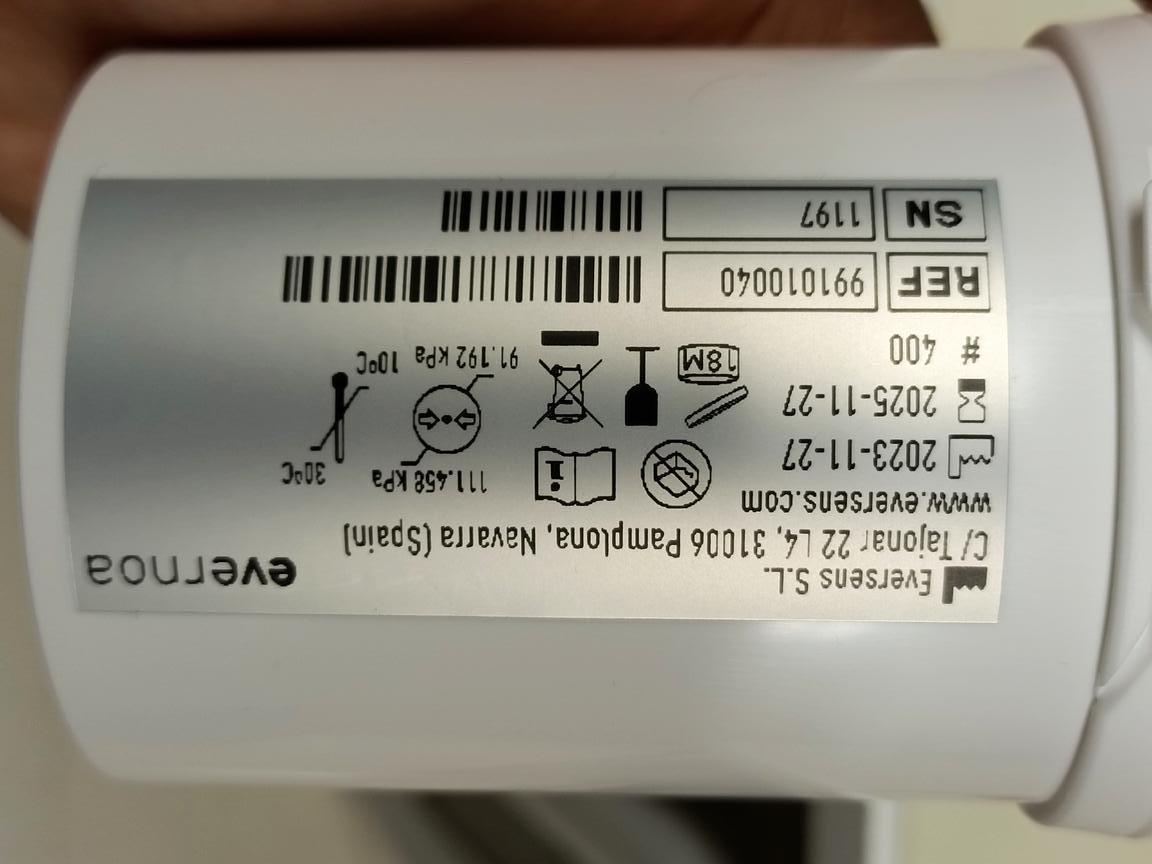 Eversens S.L.
C/ Tajonar 22 L4, 31006 Pamplona, Navarra (Spain)
www.eversens.com
evernoa
2023-11-27
2025-11-27
# 400
18M
i
111.458 kPa
91.192 kPa
30ºC
10ºC
REF 991010040
SN 1197